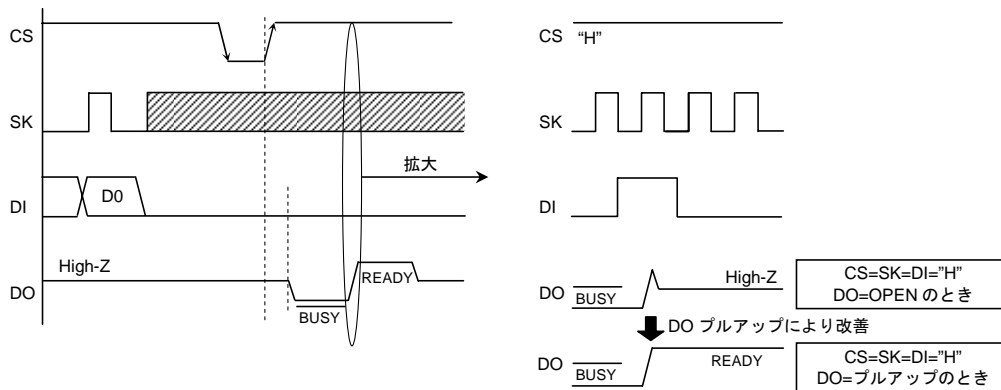 CS
SK
DI
D0
拡大
High-Z
READY
DO
BUSY
CS "H"
SK
DI
High-Z
DO
BUSY
CS=SK=DI="H"
DO=OPEN のとき
DO プルアップにより改善
DO
BUSY
READY
CS=SK=DI="H"
DO=プルアップのとき